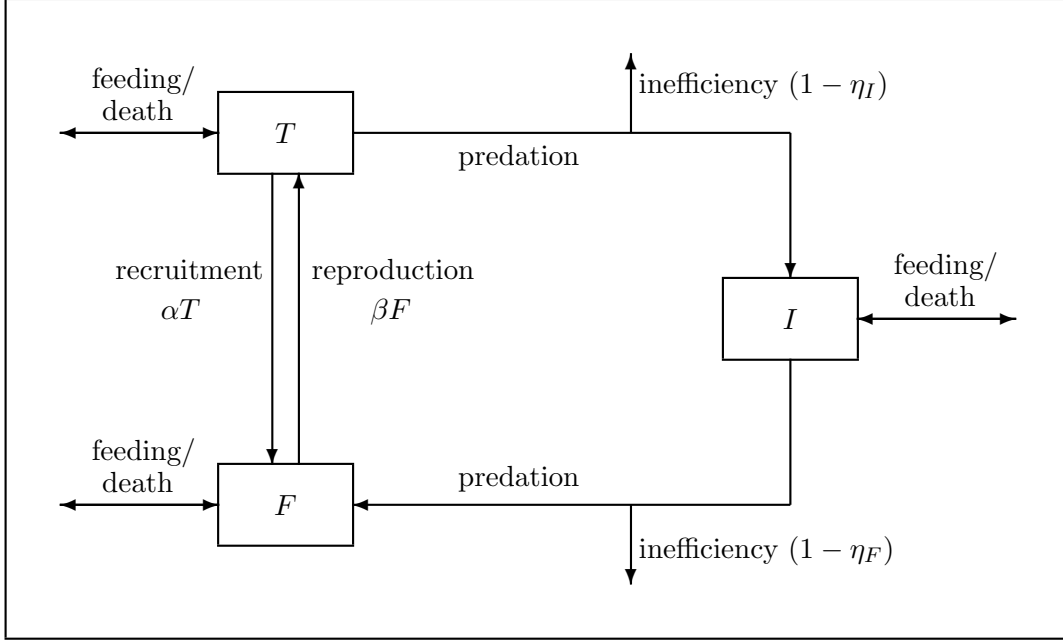 feeding/
death
T
inefficiency (1 − η_I)
predation
recruitment
αT
reproduction
βF
feeding/
death
I
feeding/
death
F
predation
inefficiency (1 − η_F)